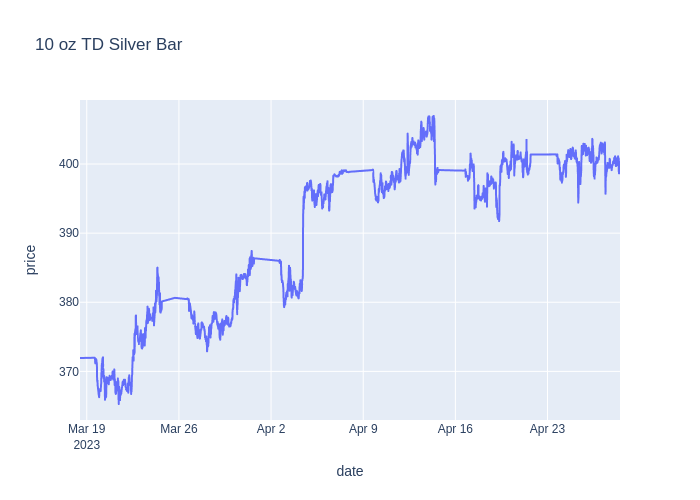 10 oz TD Silver Bar
price
400
390
380
370
Mar 19
2023
Mar 26
Apr 2
Apr 9
Apr 16
Apr 23
date